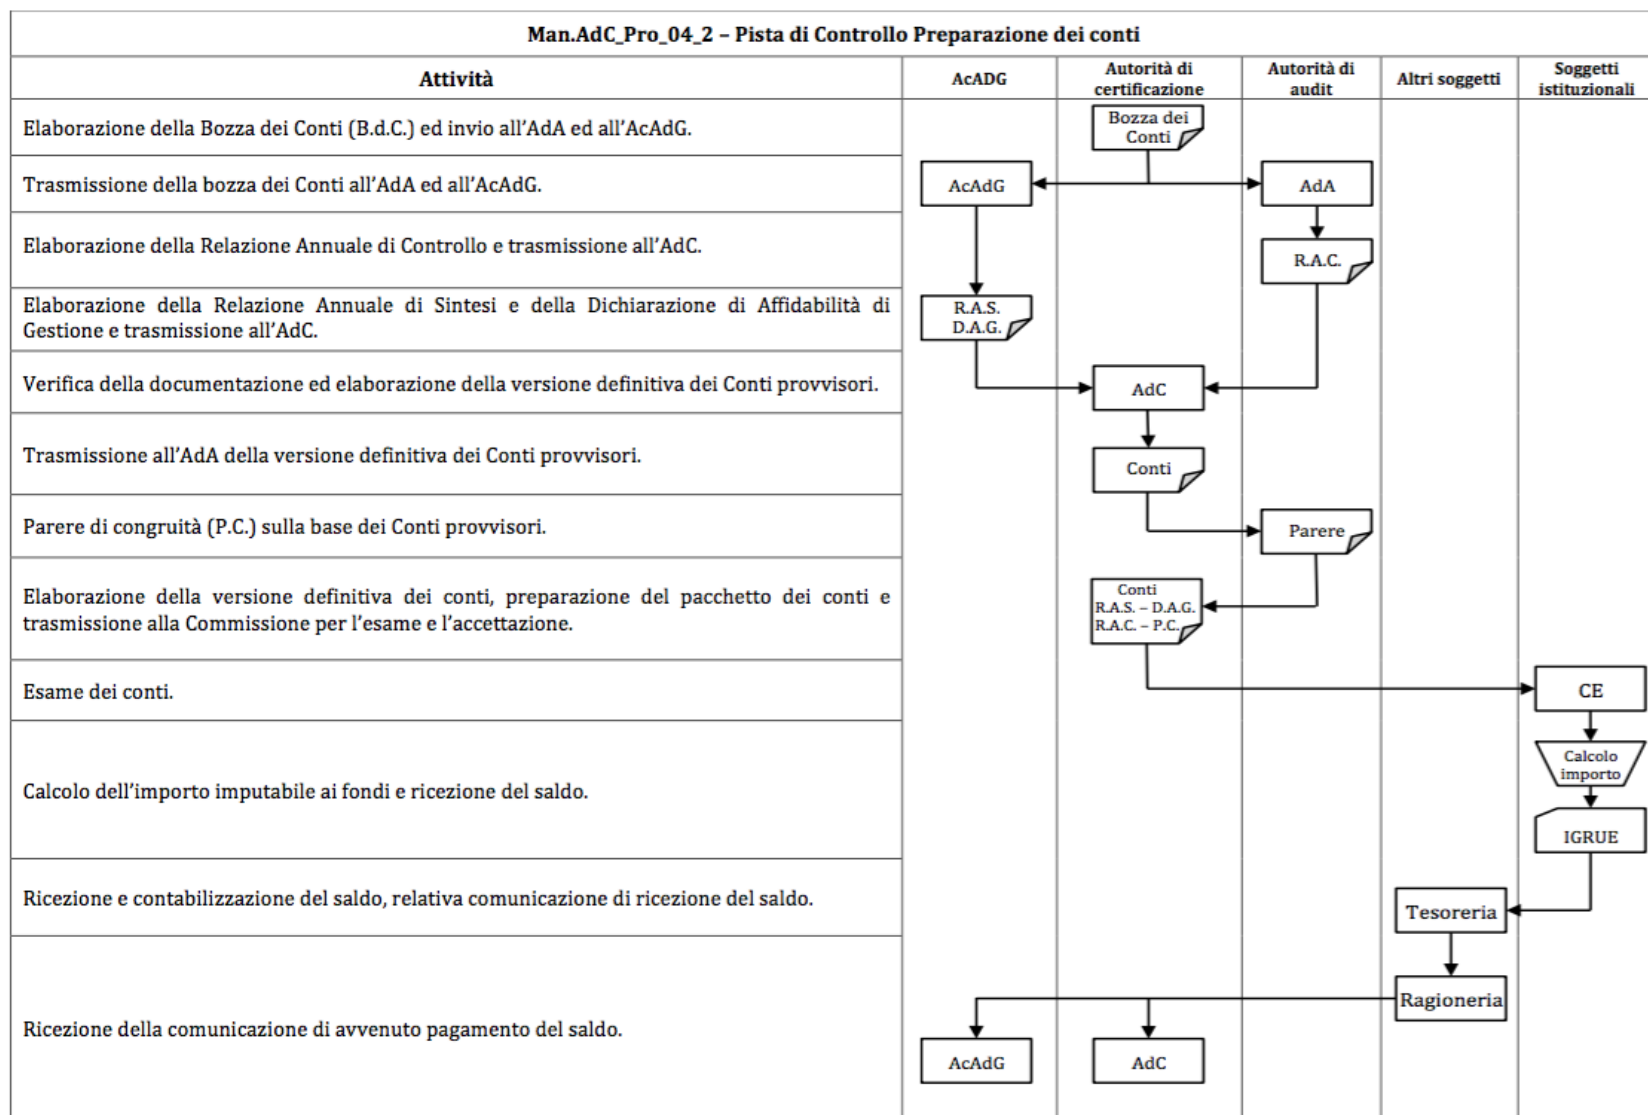 Man.AdC_Pro_04_2 – Pista di Controllo Preparazione dei conti
Attività
AcADG
Autorità di
certificazione
Autorità di
audit
Altri soggetti
Soggetti
istituzionali
Elaborazione della Bozza dei Conti (B.d.C.) ed invio all'AdA ed all'AcAdG.
Bozza dei
Conti
Trasmissione della bozza dei Conti all'AdA ed all'AcAdG.
AcAdG
AdA
Elaborazione della Relazione Annuale di Controllo e trasmissione all'AdC.
R.A.C.
Elaborazione della Relazione Annuale di Sintesi e della Dichiarazione di Affidabilità di
Gestione e trasmissione all'AdC.
R.A.S.
D.A.G.
Verifica della documentazione ed elaborazione della versione definitiva dei Conti provvisori.
AdC
Trasmissione all'AdA della versione definitiva dei Conti provvisori.
Conti
Parere di congruità (P.C.) sulla base dei Conti provvisori.
Parere
Elaborazione della versione definitiva dei conti, preparazione del pacchetto dei conti e
trasmissione alla Commissione per l'esame e l'accettazione.
Conti
R.A.S. – D.A.G.
R.A.C. – P.C.
Esame dei conti.
CE
Calcolo dell'importo imputabile ai fondi e ricezione del saldo.
Calcolo
importo
IGRUE
Ricezione e contabilizzazione del saldo, relativa comunicazione di ricezione del saldo.
Tesoreria
Ricezione della comunicazione di avvenuto pagamento del saldo.
Ragioneria
AcAdG
AdC